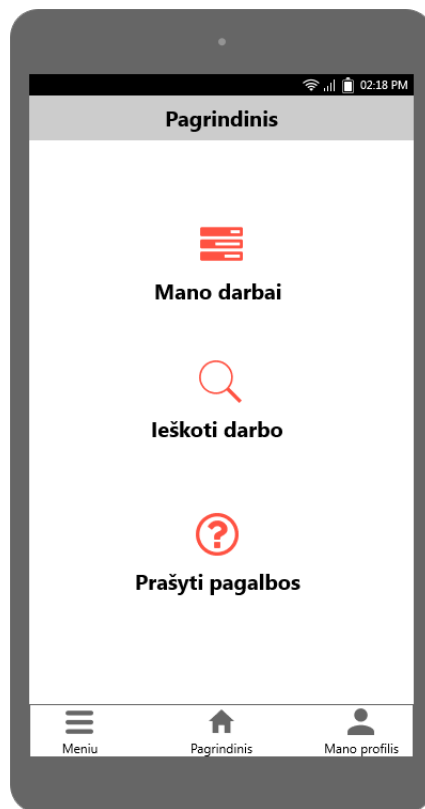 02:18 PM
Pagrindinis
Mano darbai
Ieškoti darbo
Prašyti pagalbos
Meniu Pagrindinis Mano profilis